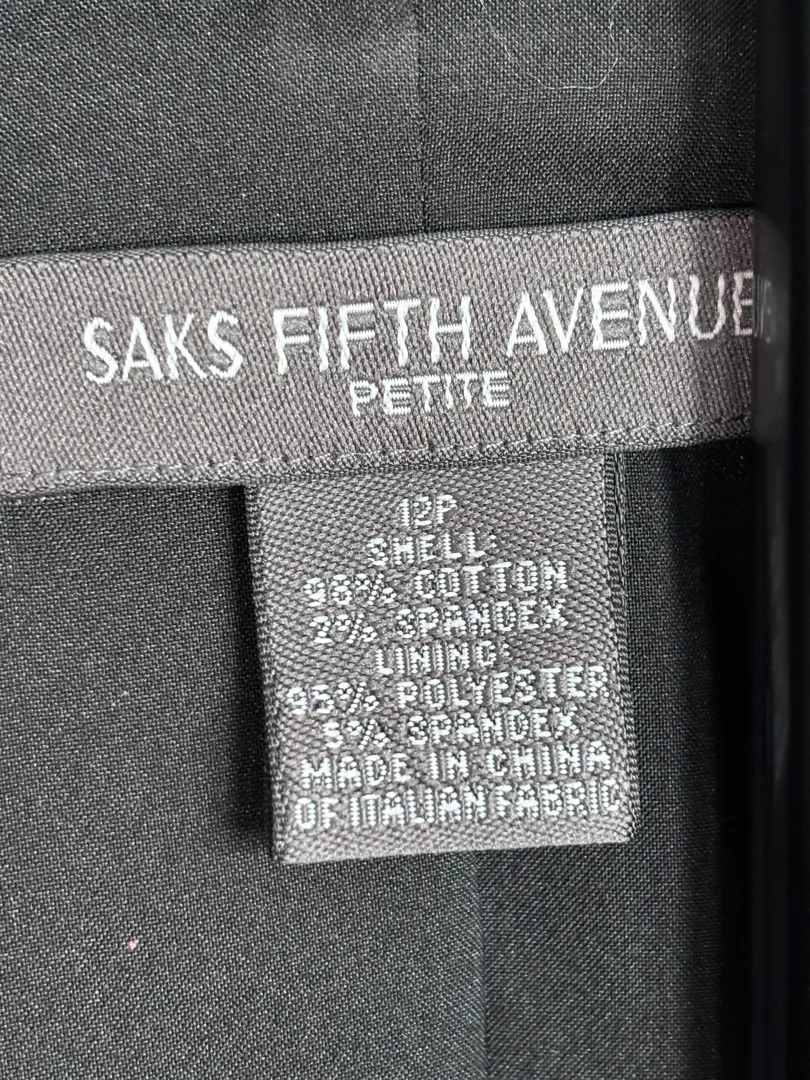 SAKS FIFTH AVENUE
PETITE
12P
SHELL:
98% COTTON
2% SPANDEX
LINING:
95% POLYESTER
5% SPANDEX
MADE IN CHINA
OF ITALIAN FABRIC